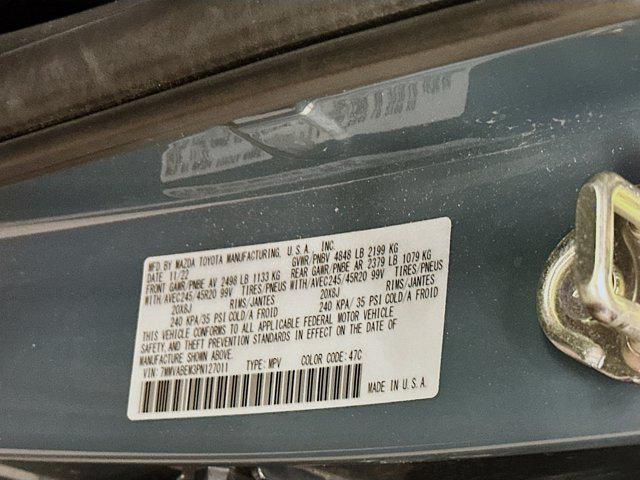 MFD. BY MAZDA TOYOTA MANUFACTURING, U.S.A., INC.
DATE: 11/22 GVWR/PNBV 4848 LB 2199 KG
FRONT GAWR/PNBE AV 2498 LB 1133 KG REAR GAWR/PNBE AR 2379 LB 1079 KG
WITH/AVEC245/45R20 99V TIRES/PNEUS WITH/AVEC245/45R20 99V TIRES/PNEUS
20X8J RIMS/JANTES 20X8J RIMS/JANTES
240 KPA/35 PSI COLD/A FROID 240 KPA/35 PSI COLD/A FROID
THIS VEHICLE CONFORMS TO ALL APPLICABLE FEDERAL MOTOR VEHICLE
SAFETY, AND THEFT PREVENTION STANDARDS IN EFFECT ON THE DATE OF
MANUFACTURE SHOWN ABOVE.
VIN: 7MMVABEM3PN127011 TYPE: MPV COLOR CODE: 47C
MADE IN U.S.A.